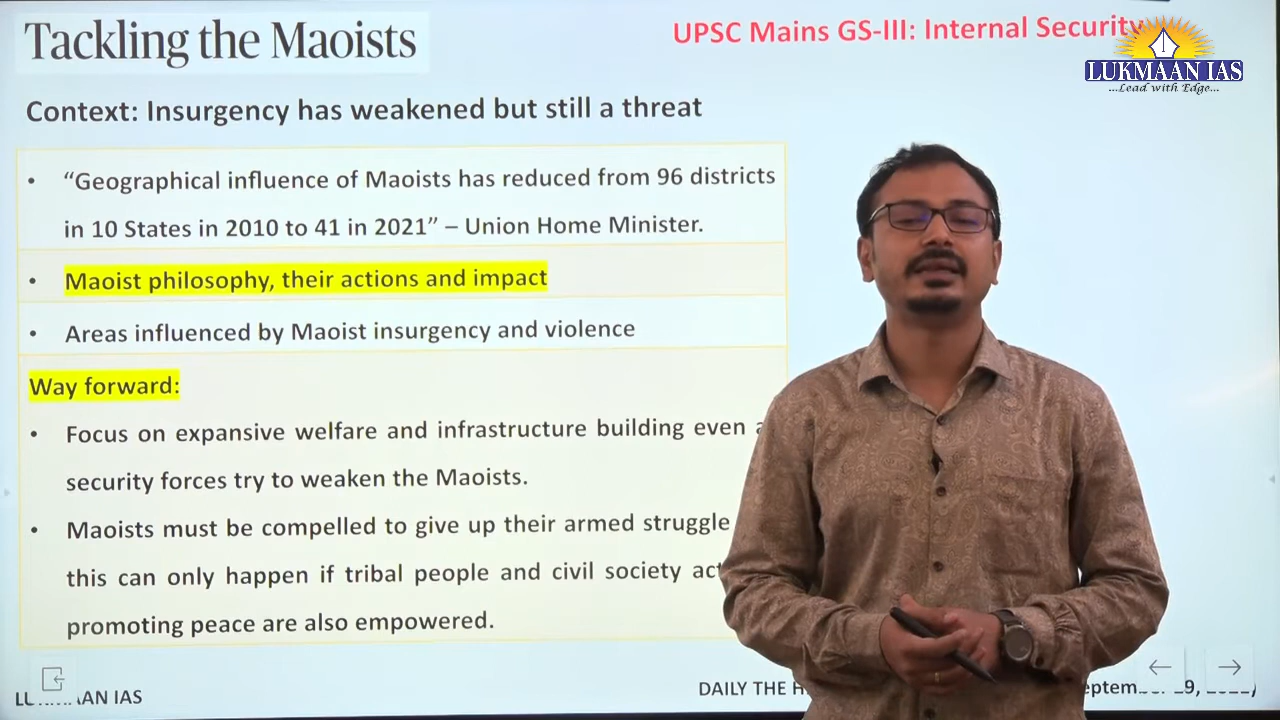 Tackling the Maoists
UPSC Mains GS-III: Internal Security
LUKMAAN IAS
...Lead with Edge...
Context: Insurgency has weakened but still a threat
• “Geographical influence of Maoists has reduced from 96 districts
in 10 States in 2010 to 41 in 2021” – Union Home Minister.
• Maoist philosophy, their actions and impact
• Areas influenced by Maoist insurgency and violence
Way forward:
• Focus on expansive welfare and infrastructure building even
security forces try to weaken the Maoists.
• Maoists must be compelled to give up their armed struggle
this can only happen if tribal people and civil society
promoting peace are also empowered.
IAS
DAILY THE